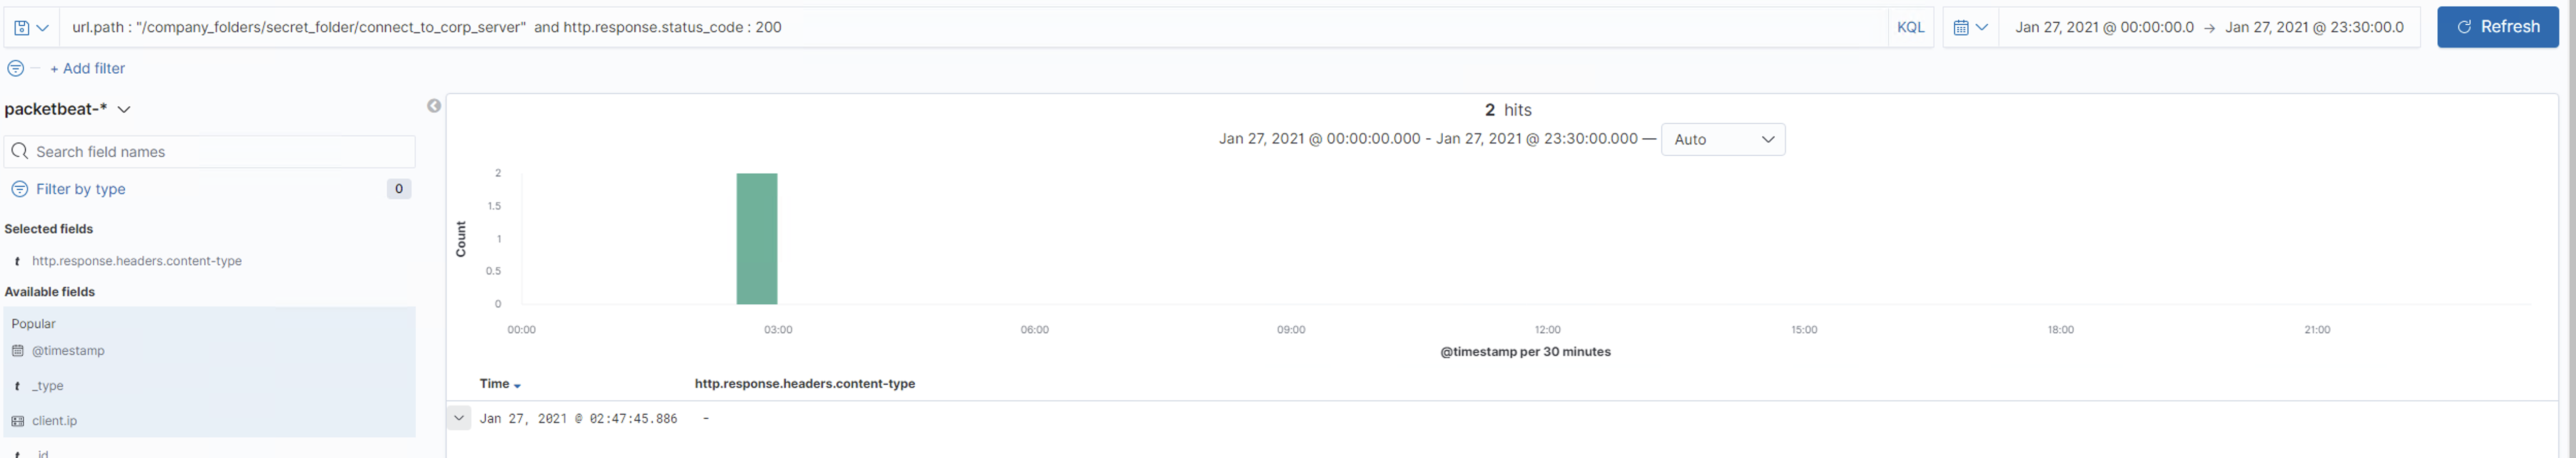 url.path : "/company_folders/secret_folder/connect_to_corp_server"  and http.response.status_code : 200
KQL
Jan 27, 2021 @ 00:00:00.0 → Jan 27, 2021 @ 23:30:00.0
Refresh
+ Add filter
packetbeat-*
Search field names
Filter by type
0
Selected fields
t http.response.headers.content-type
Available fields
Popular
@timestamp
t _type
client.ip
t _id
2 hits
Jan 27, 2021 @ 00:00:00.000 - Jan 27, 2021 @ 23:30:00.000 —
Auto
Count
2
1.5
1
0.5
0
00:00 03:00 06:00 09:00 12:00 15:00 18:00 21:00
@timestamp per 30 minutes
Time http.response.headers.content-type
Jan 27, 2021 @ 02:47:45.886 -